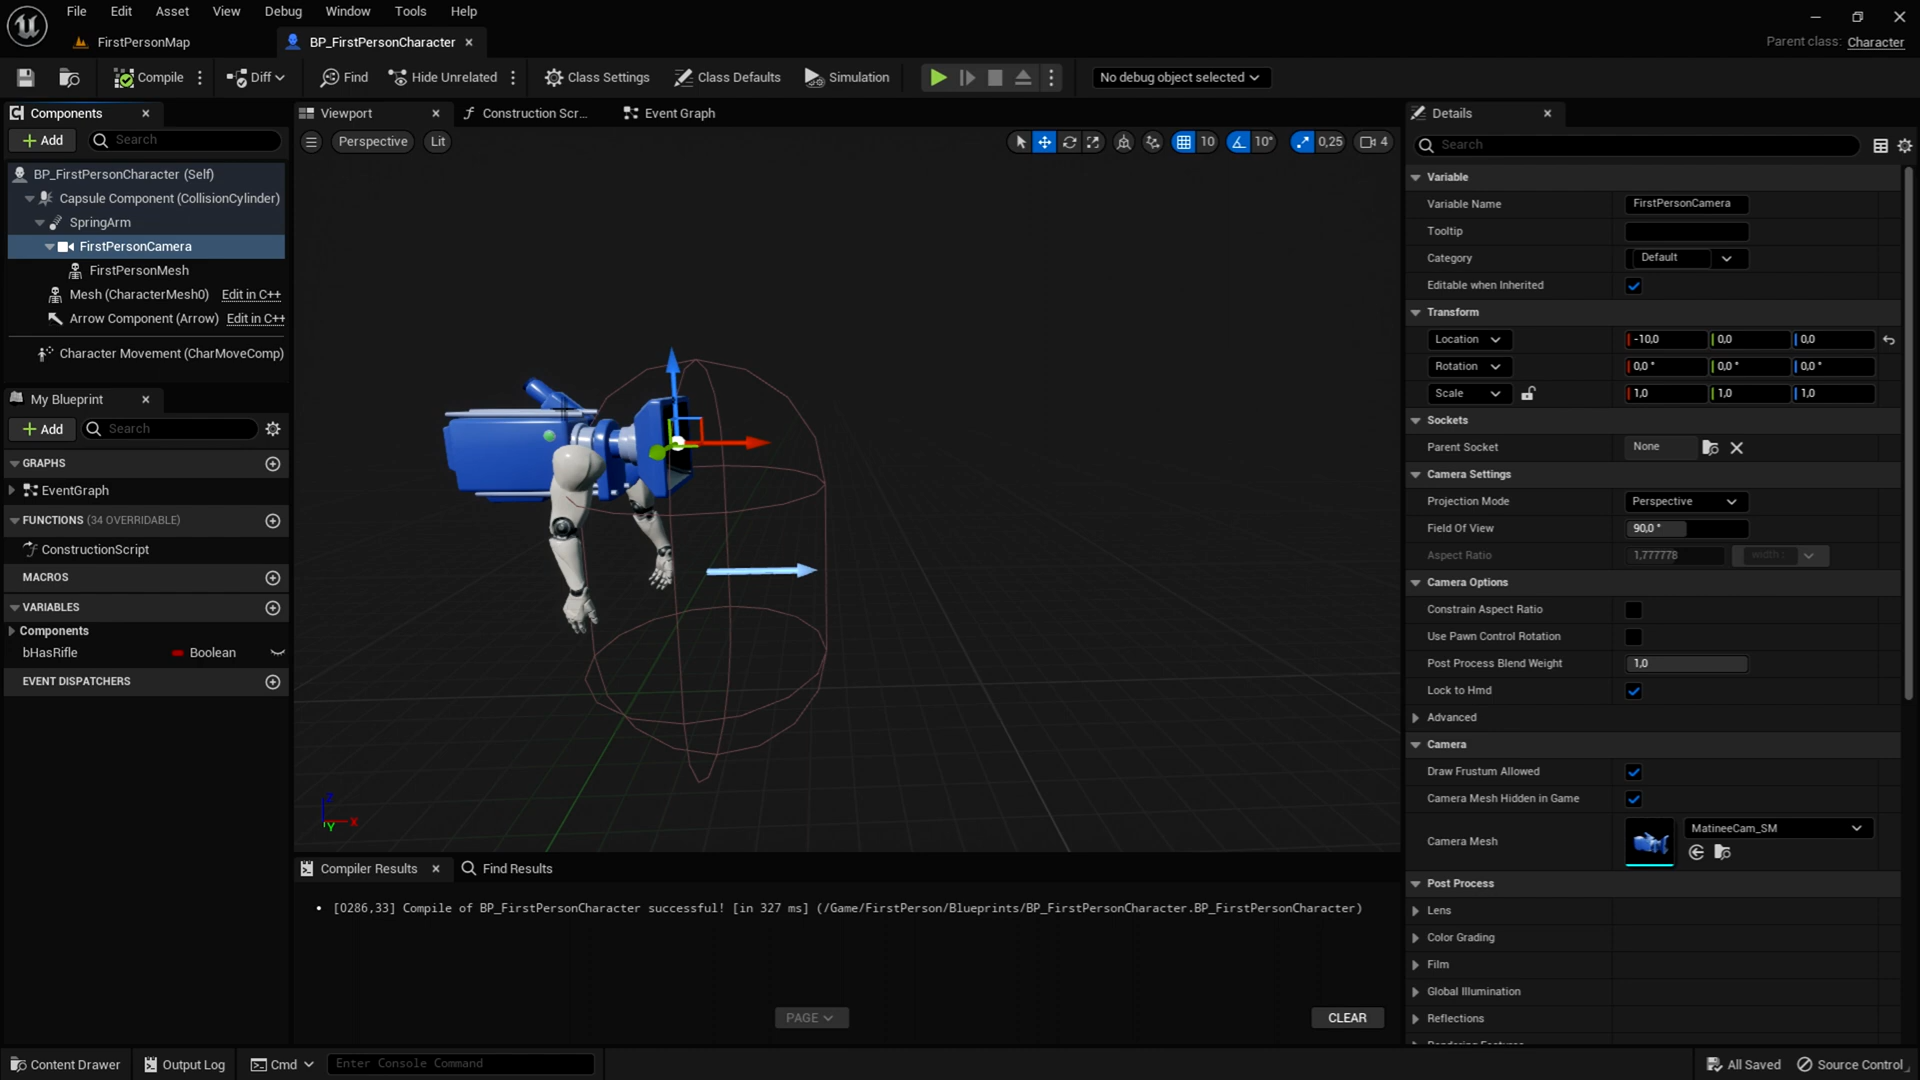 File Edit Asset View Debug Window Tools Help
FirstPersonMap
BP_FirstPersonCharacter
Parent class: Character
Compile
Diff
Find
Hide Unrelated
Class Settings
Class Defaults
Simulation
No debug object selected
Components
Add
Search
BP_FirstPersonCharacter (Self)
Capsule Component (CollisionCylinder)
SpringArm
FirstPersonCamera
FirstPersonMesh
Mesh (CharacterMesh0) Edit in C++
Arrow Component (Arrow) Edit in C++
Character Movement (CharMoveComp)
My Blueprint
Add
Search
GRAPHS
EventGraph
FUNCTIONS (34 OVERRIDABLE)
ConstructionScript
MACROS
VARIABLES
Components
bHasRifle Boolean
EVENT DISPATCHERS
Viewport
Construction Scr...
Event Graph
Perspective
Lit
10
10°
0,25
4
Z
X
Y
Compiler Results
Find Results
[0286,33] Compile of BP_FirstPersonCharacter successful! [in 327 ms] (/Game/FirstPerson/Blueprints/BP_FirstPersonCharacter.BP_FirstPersonCharacter)
PAGE
CLEAR
Details
Search
Variable
Variable Name FirstPersonCamera
Tooltip
Category Default
Editable when Inherited
Transform
Location -10,0 0,0 0,0
Rotation 0,0 ° 0,0 ° 0,0 °
Scale 1,0 1,0 1,0
Sockets
Parent Socket None
Camera Settings
Projection Mode Perspective
Field Of View 90,0 °
Aspect Ratio 1,777778 width :
Camera Options
Constrain Aspect Ratio
Use Pawn Control Rotation
Post Process Blend Weight 1,0
Lock to Hmd
Advanced
Camera
Draw Frustum Allowed
Camera Mesh Hidden in Game
Camera Mesh MatineeCam_SM
Post Process
Lens
Color Grading
Film
Global Illumination
Reflections
Rendering Features
Content Drawer
Output Log
Cmd
Enter Console Command
All Saved
Source Control